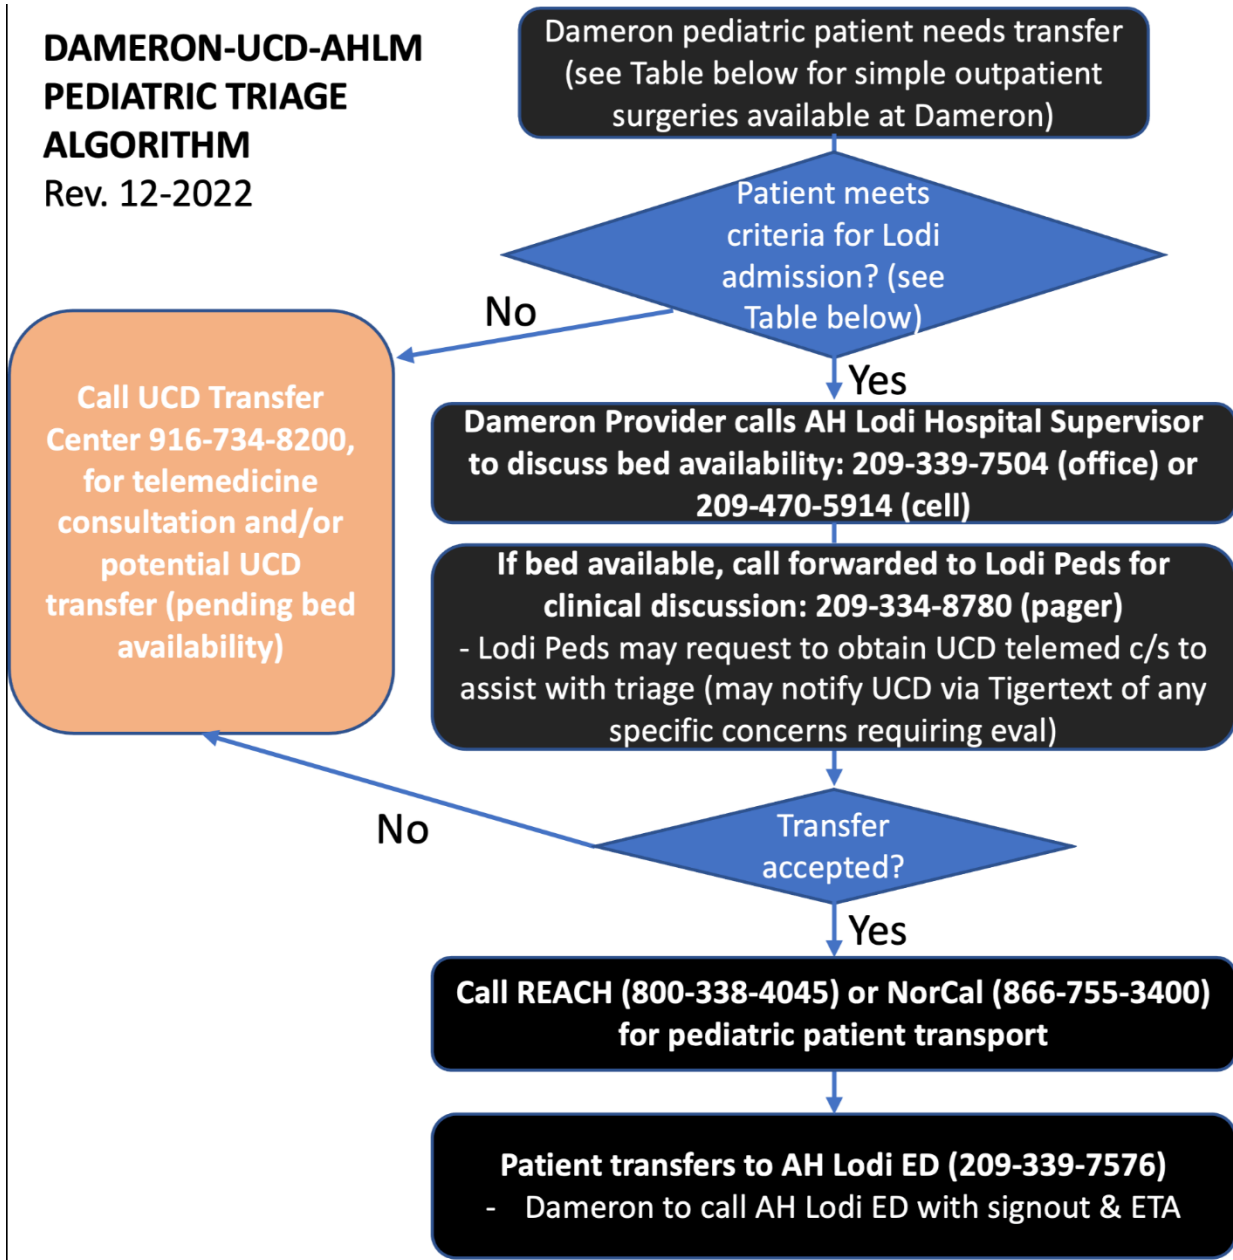 DAMERON-UCD-AHLM
PEDIATRIC TRIAGE
ALGORITHM
Rev. 12-2022
Dameron pediatric patient needs transfer
(see Table below for simple outpatient
surgeries available at Dameron)
Patient meets
criteria for Lodi
admission? (see
Table below)
No
Yes
Call UCD Transfer
Center 916-734-8200,
for telemedicine
consultation and/or
potential UCD
transfer (pending bed
availability)
Dameron Provider calls AH Lodi Hospital Supervisor
to discuss bed availability: 209-339-7504 (office) or
209-470-5914 (cell)
If bed available, call forwarded to Lodi Peds for
clinical discussion: 209-334-8780 (pager)
- Lodi Peds may request to obtain UCD telemed c/s to
assist with triage (may notify UCD via Tigertext of any
specific concerns requiring eval)
Transfer
accepted?
No
Yes
Call REACH (800-338-4045) or NorCal (866-755-3400)
for pediatric patient transport
Patient transfers to AH Lodi ED (209-339-7576)
- Dameron to call AH Lodi ED with signout & ETA